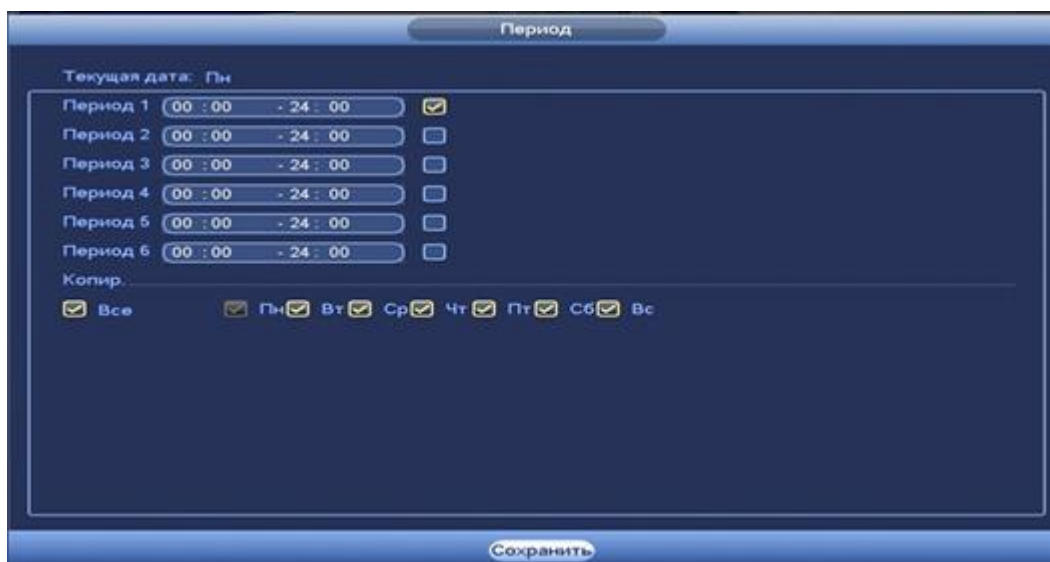 Период
Текущая дата: Пн
Период 1 00 : 00 - 24 : 00
Период 2 00 : 00 - 24 : 00
Период 3 00 : 00 - 24 : 00
Период 4 00 : 00 - 24 : 00
Период 5 00 : 00 - 24 : 00
Период 6 00 : 00 - 24 : 00
Копир.
Все Пн Вт Ср Чт Пт Сб Вс
Сохранить